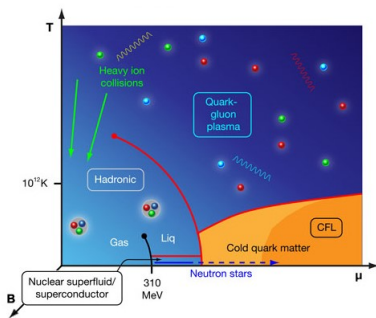 T
Heavy ion
collisions
Quark-
gluon
plasma
10¹²K
Hadronic
CFL
Gas
Liq
Cold quark matter
Nuclear superfluid/
superconductor
Neutron stars
μ
B
310
MeV